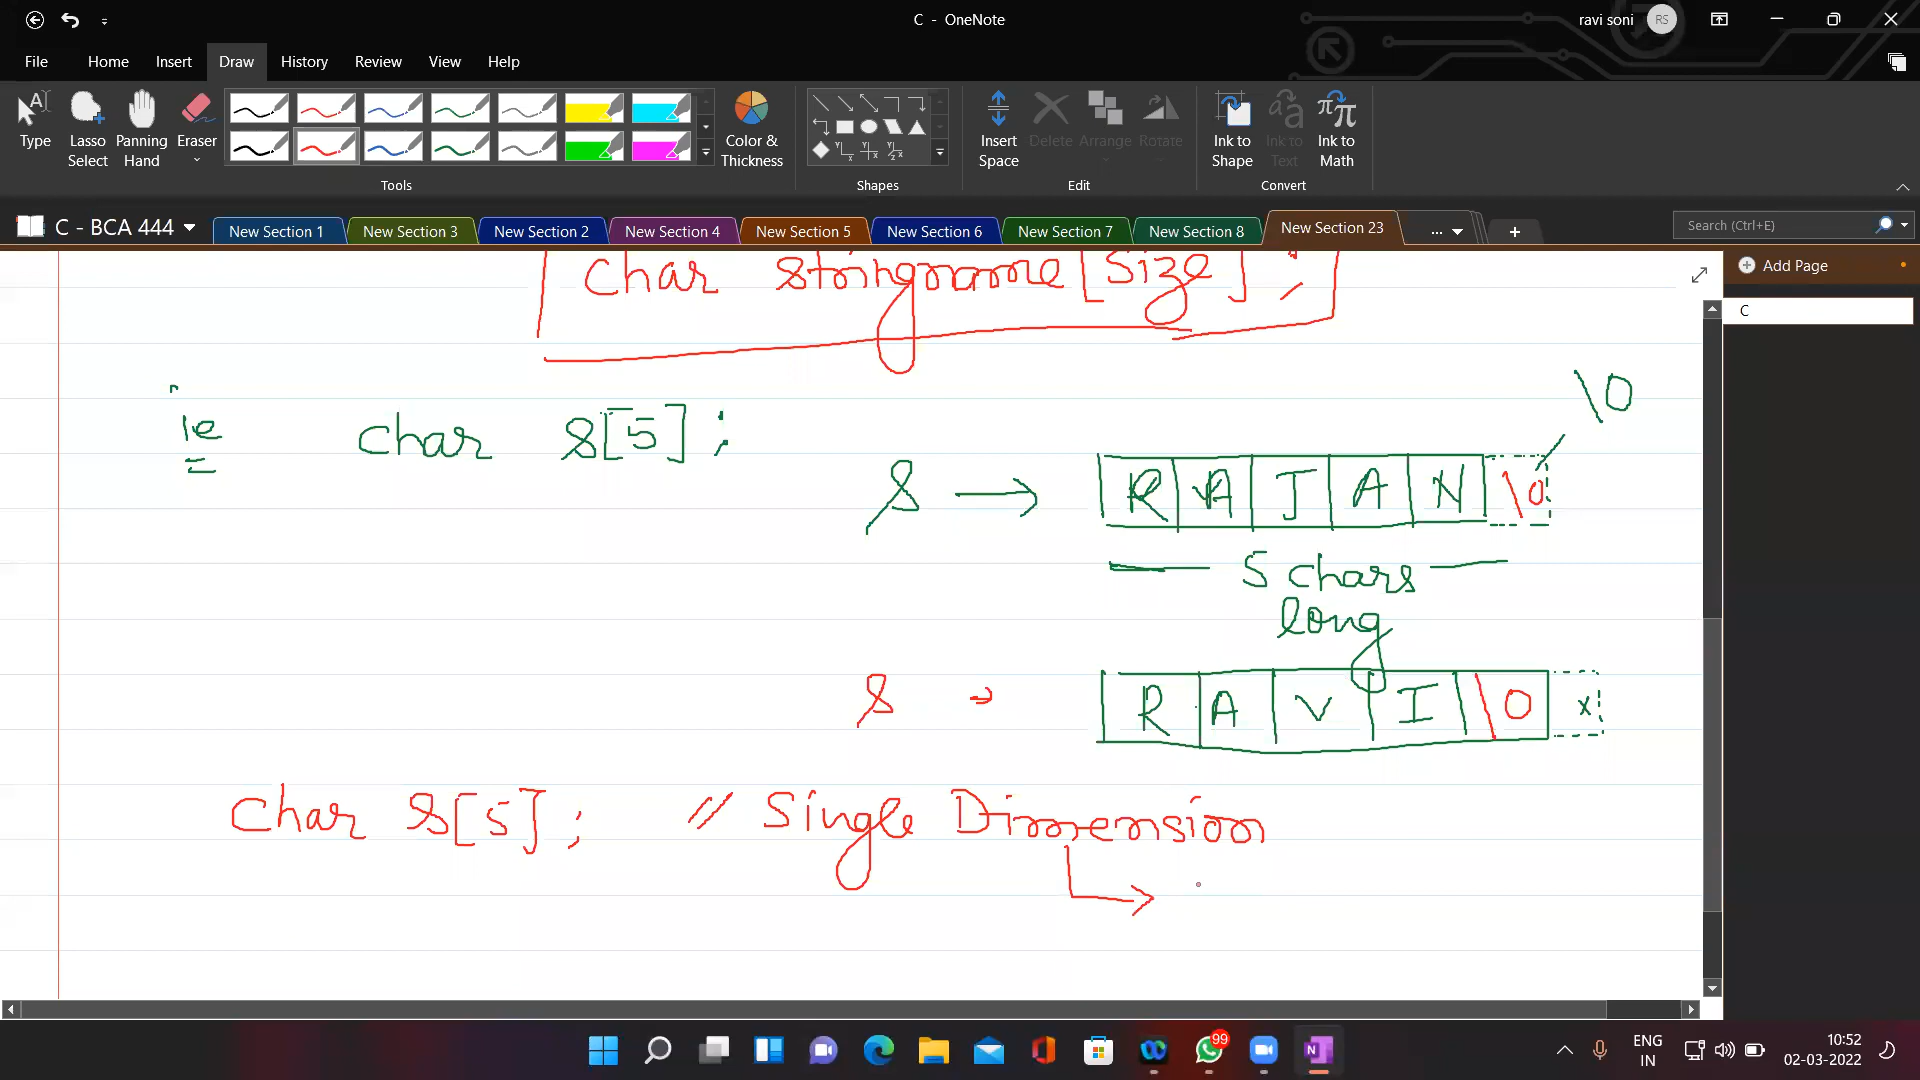 C - OneNote
ravi soni RS
File Home Insert Draw History Review View Help
Type Lasso Select Panning Hand Eraser Color & Thickness Insert Space Delete Arrange Rotate Ink to Shape Ink to Text Ink to Math
Tools Shapes Edit Convert
C - BCA 444 New Section 1 New Section 3 New Section 2 New Section 4 New Section 5 New Section 6 New Section 7 New Section 8 New Section 23 ... + Search (Ctrl+E)
Add Page
C
char stringname[size];
\0
ie char S[5];
S → R A J A N \0
5 chars
long
S → R A V I \0 x
char S[5]; // Single Dimension
99
ENG
IN
10:52
02-03-2022